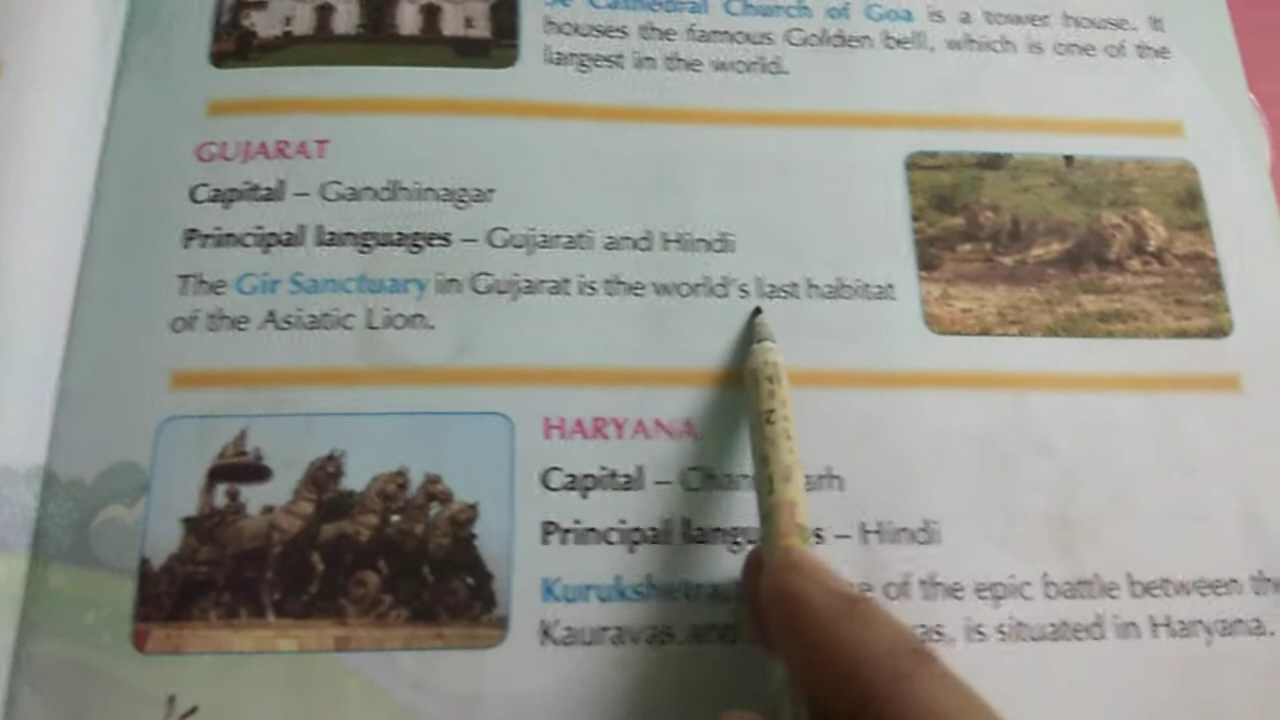 Cathedral Church of Goa is a tower house. It
houses the famous Golden bell, which is one of the
largest in the world.
GUJARAT
Capital – Gandhinagar
Principal languages – Gujarati and Hindi
The Gir Sanctuary in Gujarat is the world's last habitat
of the Asiatic Lion.
HARYANA
Capital –
Principal – Hindi
of the epic battle between
Kauravas and is situated in Haryana.